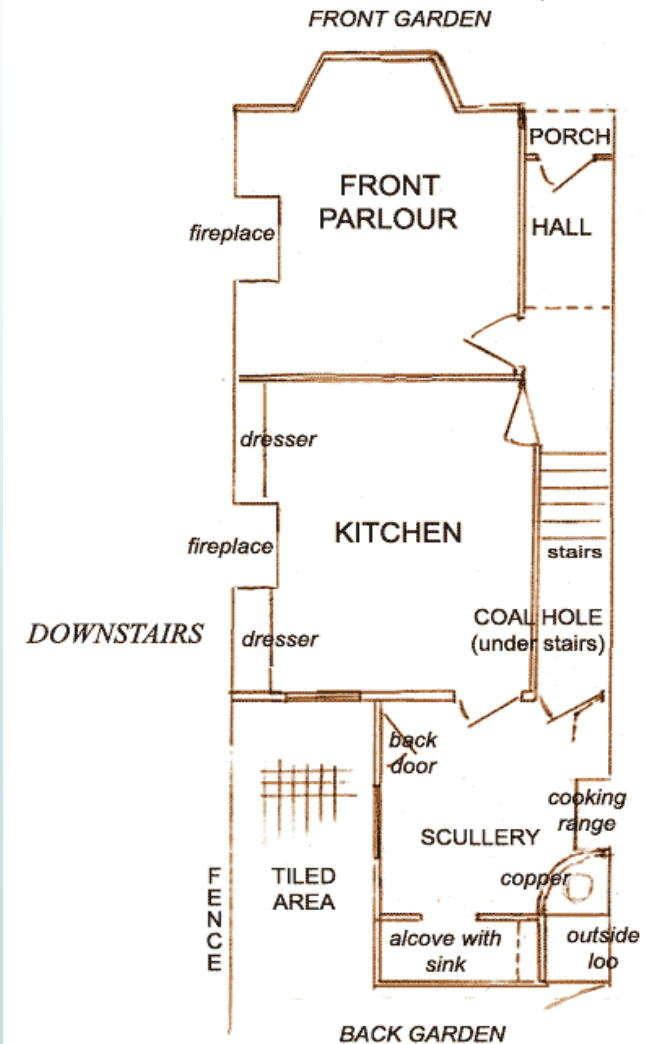 FRONT GARDEN
PORCH
FRONT
PARLOUR
HALL
fireplace
dresser
KITCHEN
fireplace
stairs
COAL HOLE
(under stairs)
DOWNSTAIRS
dresser
back
door
cooking
range
SCULLERY
copper
FENCE
TILED
AREA
alcove with
sink
outside
loo
BACK GARDEN